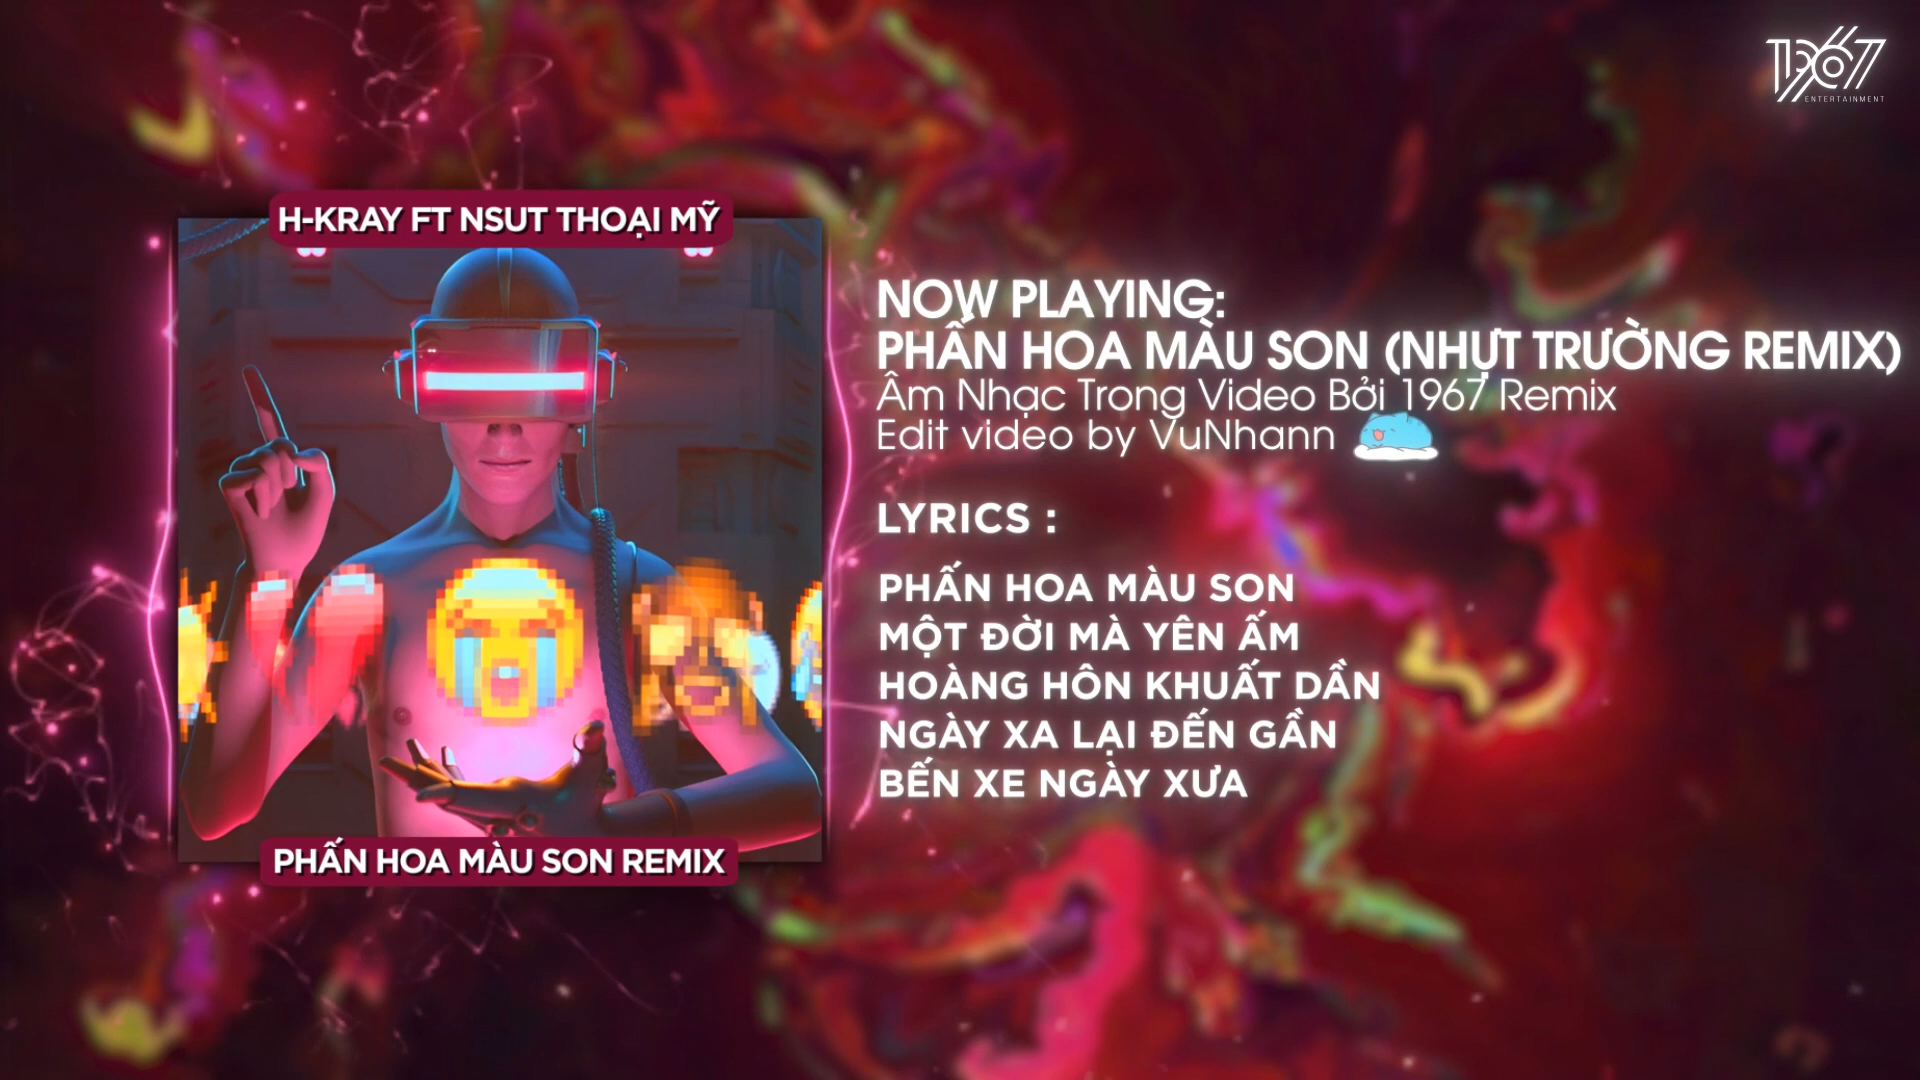 1967
ENTERTAINMENT
H-KRAY FT NSUT THOẠI MỸ
NOW PLAYING:
PHẤN HOA MÀU SON (NHỰT TRƯỜNG REMIX)
Âm Nhạc Trong Video Bởi 1967 Remix
Edit video by VuNhann
LYRICS :
PHẤN HOA MÀU SON
MỘT ĐỜI MÀ YÊN ẤM
HOÀNG HÔN KHUẤT DẦN
NGÀY XA LẠI ĐẾN GẦN
BẾN XE NGÀY XƯA
PHẤN HOA MÀU SON REMIX